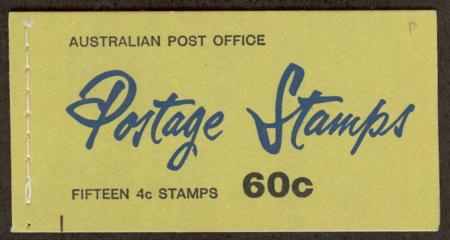 P
AUSTRALIAN POST OFFICE
Postage Stamps
FIFTEEN 4c STAMPS 60c